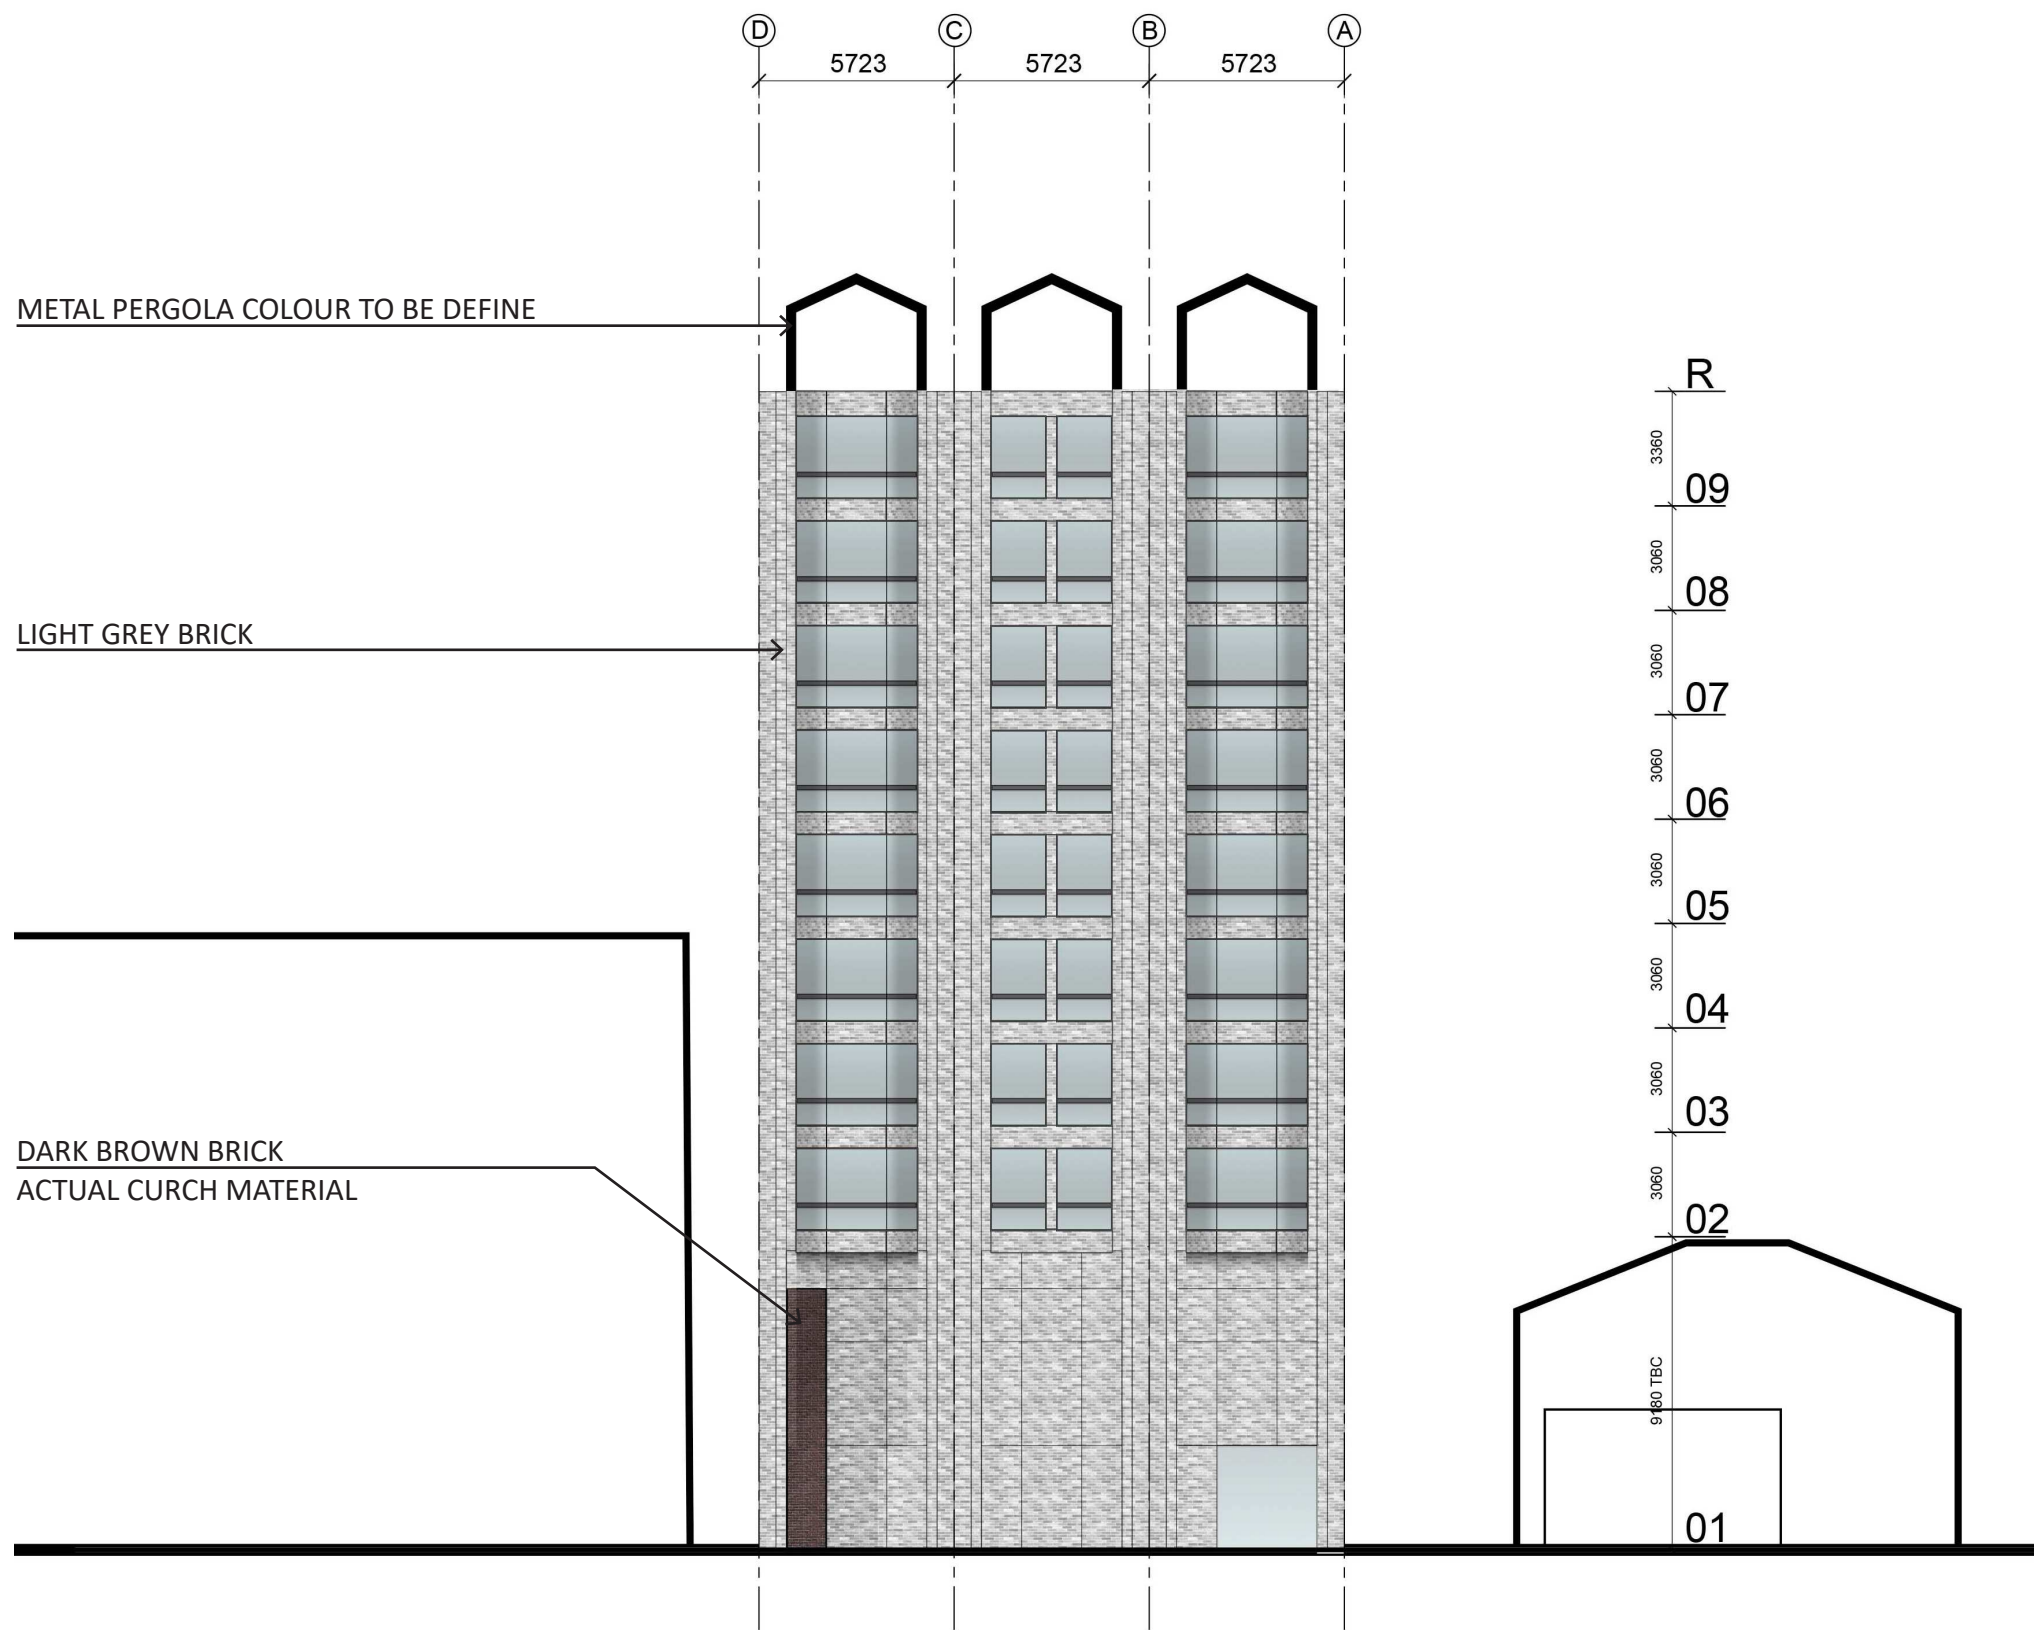 D C B A
5723 5723 5723
METAL PERGOLA COLOUR TO BE DEFINE
R
3360
09
3060
08
LIGHT GREY BRICK
3060
07
3060
06
3060
05
3060
04
3060
03
DARK BROWN BRICK
ACTUAL CURCH MATERIAL
3060
02
9180 TBC
01